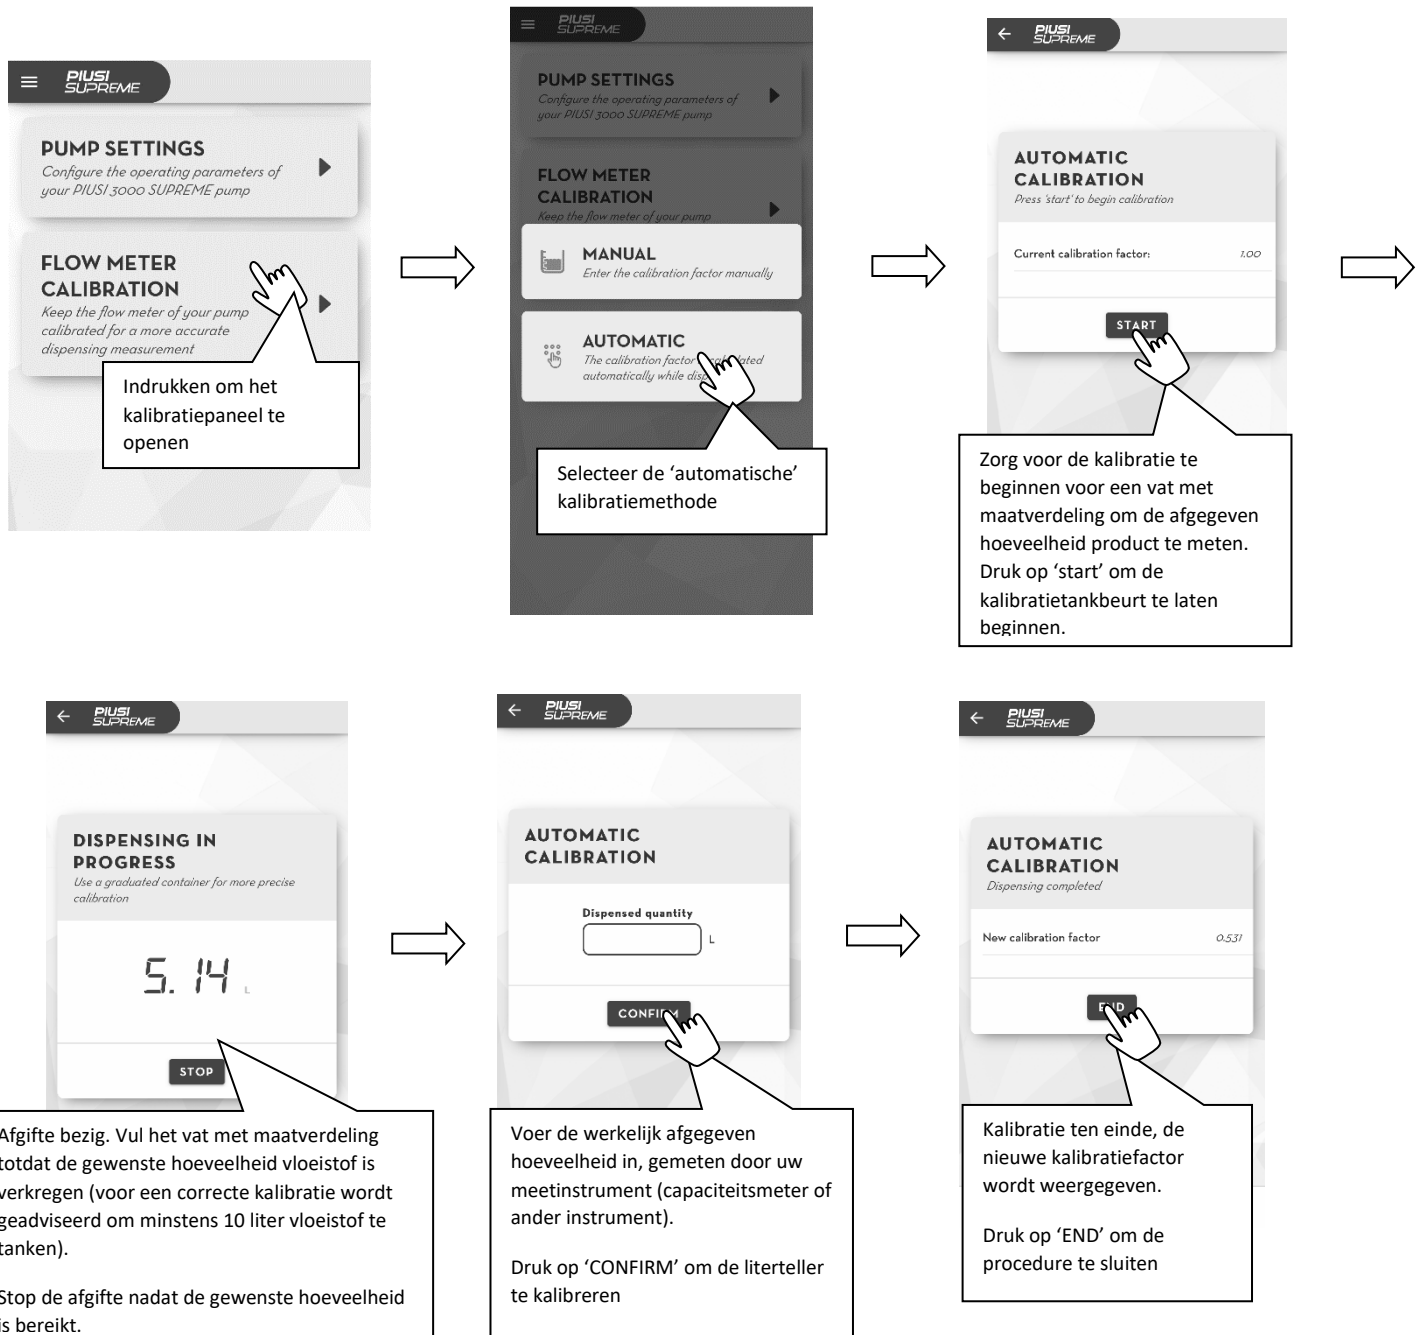 PIUSI
SUPREME
PUMP SETTINGS
Configure the operating parameters of
your PIUSI 3000 SUPREME pump
FLOW METER
CALIBRATION
Keep the flow meter of your pump
calibrated for a more accurate
dispensing measurement
Indrukken om het
kalibratiepaneel te
openen
PIUSI
SUPREME
PUMP SETTINGS
Configure the operating parameters of
your PIUSI 3000 SUPREME pump
FLOW METER
CALIBRATION
Keep the flow meter of your pump
MANUAL
Enter the calibration factor manually
AUTOMATIC
The calibration factor
automatically while
Selecteer de ‘automatische’
kalibratiemethode
PIUSI
SUPREME
AUTOMATIC
CALIBRATION
Press 'start' to begin calibration
Current calibration factor: 1.00
START
Zorg voor de kalibratie te
beginnen voor een vat met
maatverdeling om de afgegeven
hoeveelheid product te meten.
Druk op ‘start’ om de
kalibratietankbeurt te laten
beginnen.
PIUSI
SUPREME
DISPENSING IN
PROGRESS
Use a graduated container for more precise
calibration
5.14 L
STOP
Afgifte bezig. Vul het vat met maatverdeling
totdat de gewenste hoeveelheid vloeistof is
verkregen (voor een correcte kalibratie wordt
geadviseerd om minstens 10 liter vloeistof te
tanken).
Stop de afgifte nadat de gewenste hoeveelheid
is bereikt.
PIUSI
SUPREME
AUTOMATIC
CALIBRATION
Dispensed quantity
L
CONFIRM
Voer de werkelijk afgegeven
hoeveelheid in, gemeten door uw
meetinstrument (capaciteitsmeter of
ander instrument).
Druk op ‘CONFIRM’ om de literteller
te kalibreren
PIUSI
SUPREME
AUTOMATIC
CALIBRATION
Dispensing completed
New calibration factor 0.531
END
Kalibratie ten einde, de
nieuwe kalibratiefactor
wordt weergegeven.
Druk op ‘END’ om de
procedure te sluiten